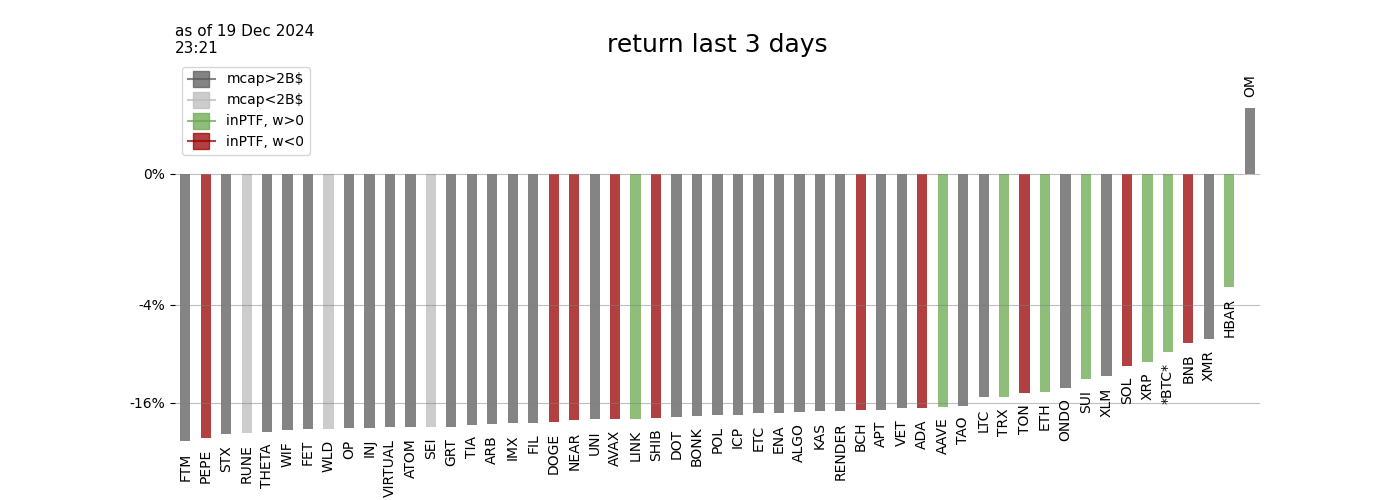 as of 19 Dec 2024
23:21
return last 3 days
mcap>2B$
mcap<2B$
inPTF, w>0
inPTF, w<0
0%
-4%
-16%
FTM
PEPE
STX
RUNE
THETA
WIF
FET
WLD
OP
INJ
VIRTUAL
ATOM
SEI
GRT
TIA
ARB
IMX
FIL
DOGE
NEAR
UNI
AVAX
LINK
SHIB
DOT
BONK
POL
ICP
ETC
ENA
ALGO
KAS
RENDER
BCH
APT
VET
ADA
AAVE
TAO
LTC
TRX
TON
ETH
ONDO
SUI
XLM
SOL
XRP
*BTC*
BNB
XMR
HBAR
OM